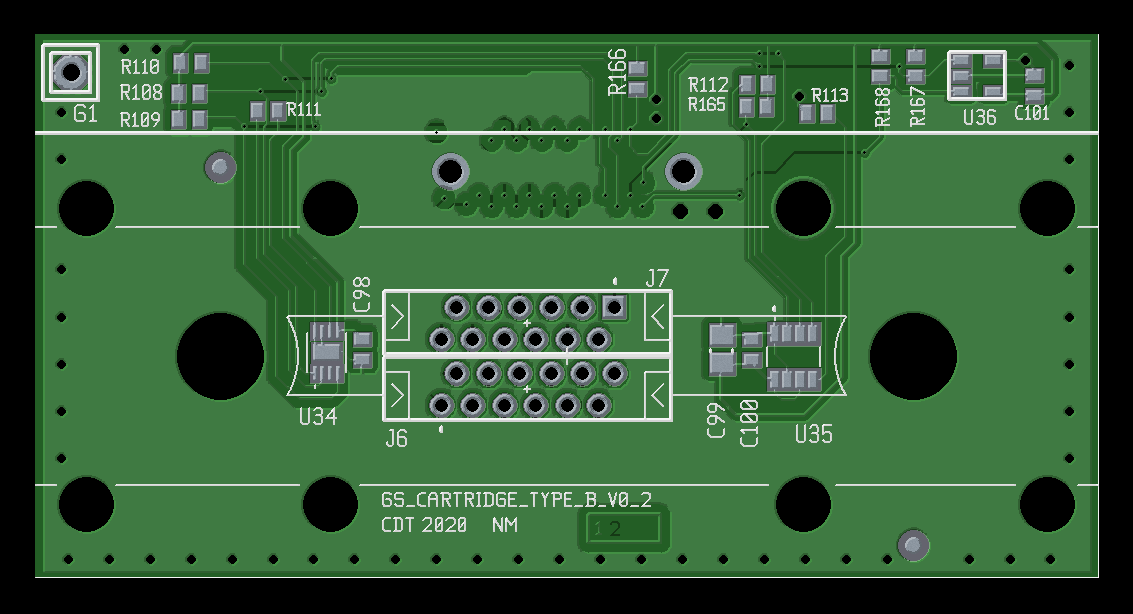 R110
R108
R109
G1
R111
R166
R112
R165
R113
R168
R167
U36
C101
C98
J7
U34
J6
C99
C100
U35
GS_CARTRIDGE_TYPE_B_V0_2
CDT 2020 NM
1 2